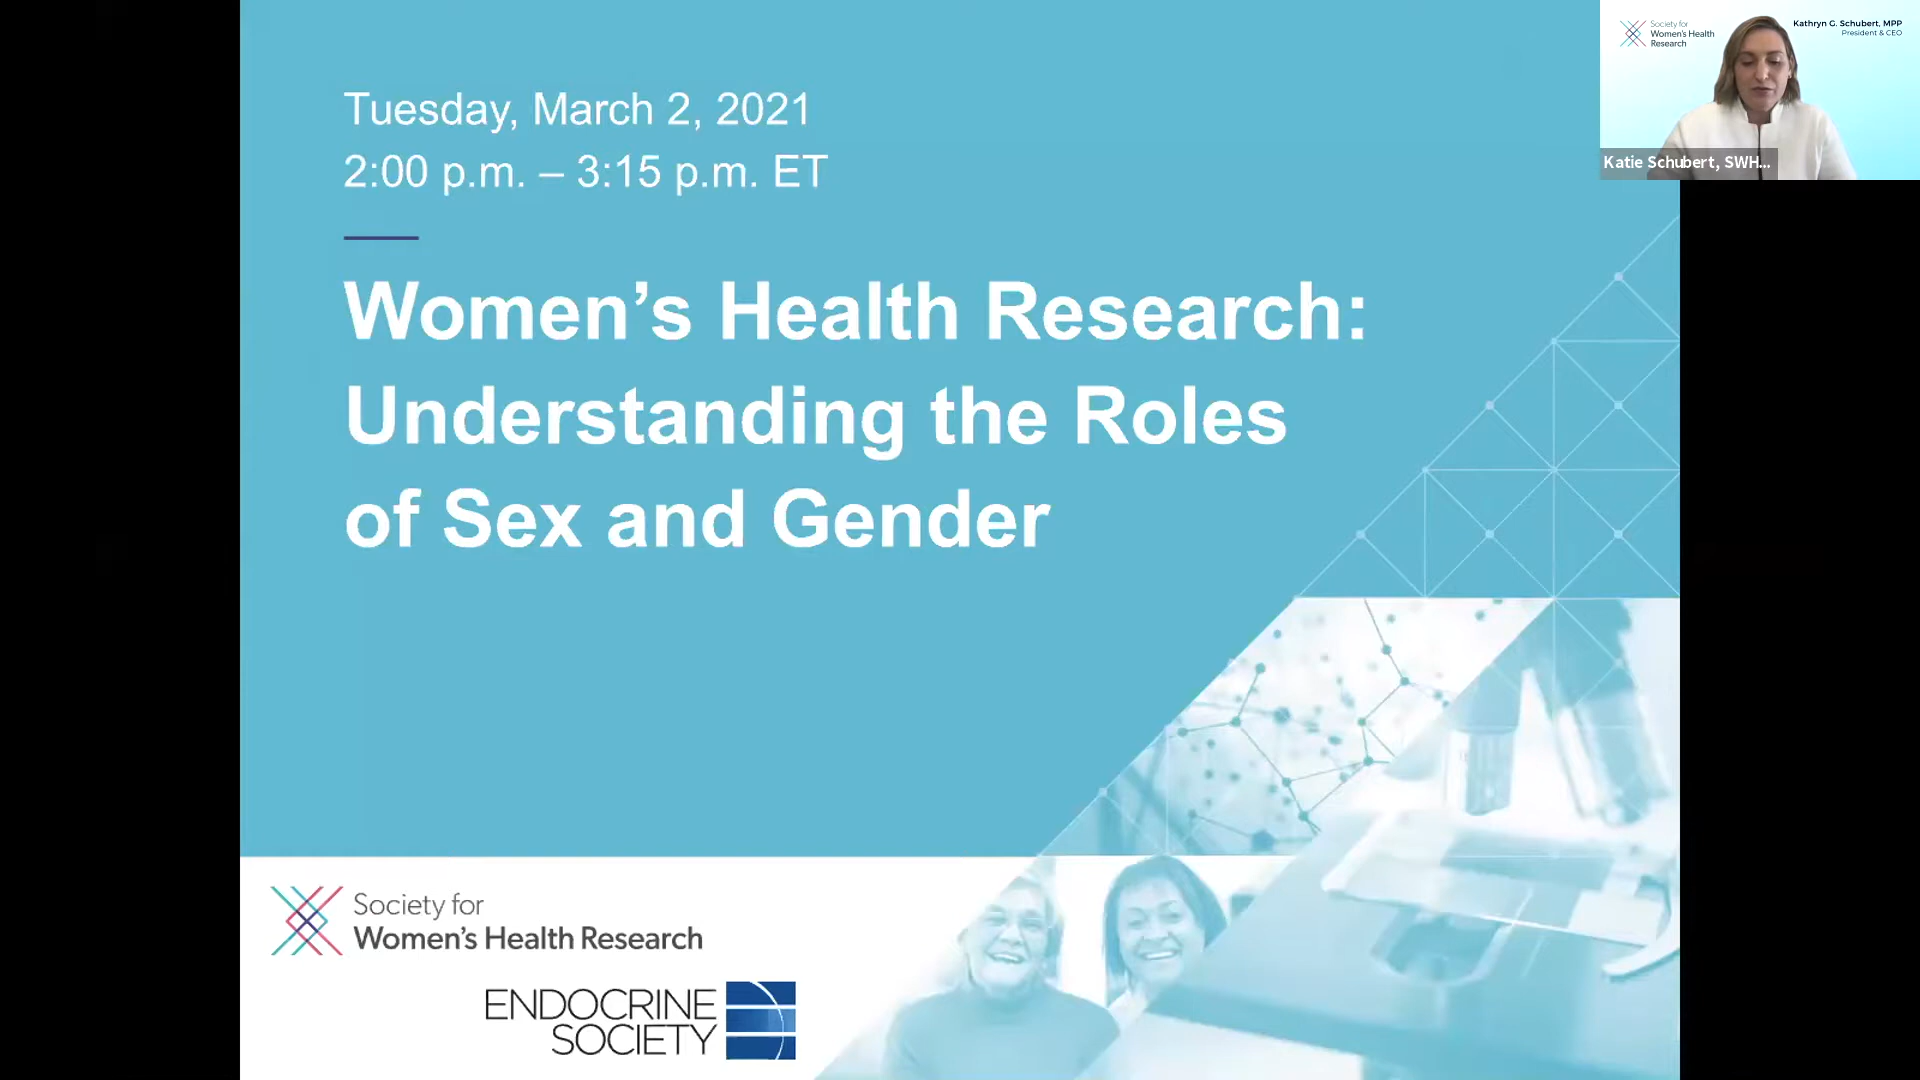 Tuesday, March 2, 2021
2:00 p.m. – 3:15 p.m. ET
Women’s Health Research:
Understanding the Roles
of Sex and Gender
Society for
Women’s Health Research
ENDOCRINE
SOCIETY
Society for
Women's Health
Research
Kathryn G. Schubert, MPP
President & CEO
Katie Schubert, SWH...